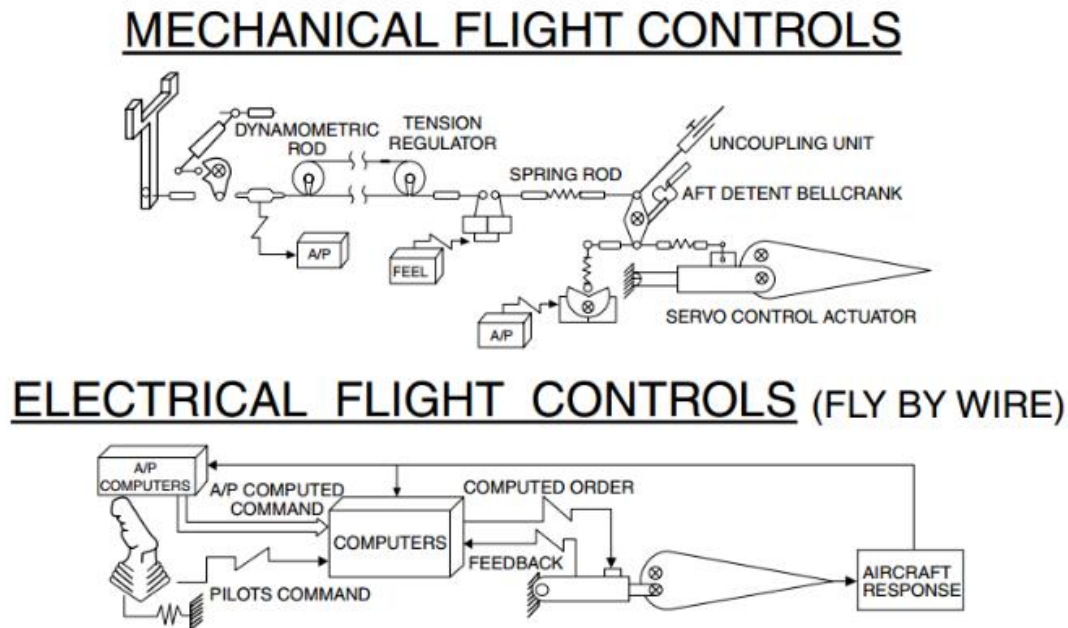 MECHANICAL FLIGHT CONTROLS
DYNAMOMETRIC
ROD
TENSION
REGULATOR
SPRING ROD
UNCOUPLING UNIT
AFT DETENT BELLCRANK
A/P
FEEL
A/P
SERVO CONTROL ACTUATOR
ELECTRICAL FLIGHT CONTROLS (FLY BY WIRE)
A/P
COMPUTERS
A/P COMPUTED
COMMAND
COMPUTERS
COMPUTED ORDER
FEEDBACK
PILOTS COMMAND
AIRCRAFT
RESPONSE